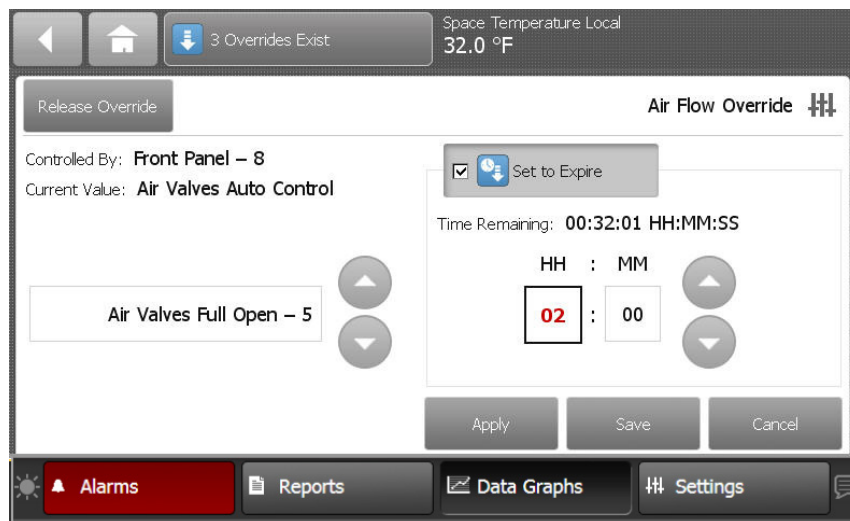 3 Overrides Exist
Space Temperature Local
32.0 °F
Release Override
Air Flow Override
Controlled By: Front Panel – 8
Current Value: Air Valves Auto Control
Set to Expire
Time Remaining: 00:32:01 HH:MM:SS
HH : MM
Air Valves Full Open – 5
02 : 00
Apply
Save
Cancel
Alarms
Reports
Data Graphs
Settings